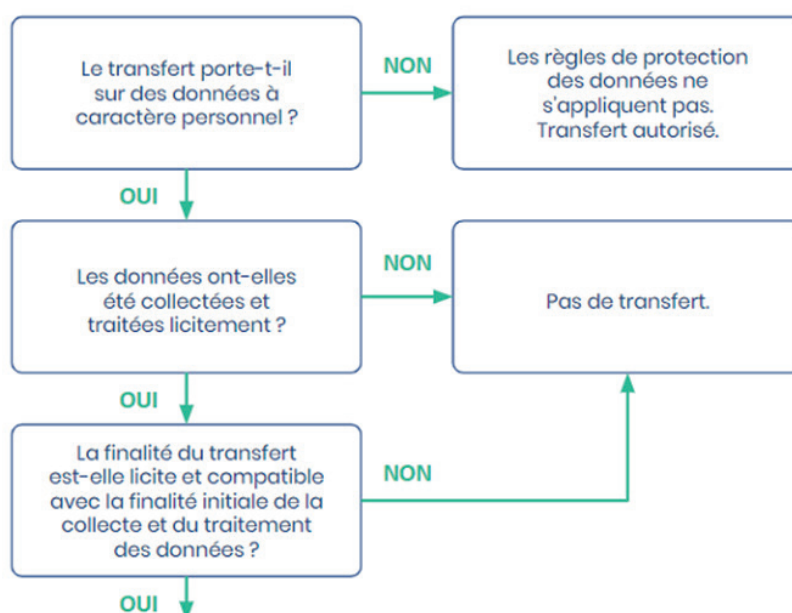 Le transfert porte-t-il
sur des données à
caractère personnel ?
NON
Les règles de protection
des données ne
s'appliquent pas.
Transfert autorisé.
OUI
Les données ont-elles
été collectées et
traitées licitement ?
NON
Pas de transfert.
OUI
La finalité du transfert
est-elle licite et compatible
avec la finalité initiale de la
collecte et du traitement
des données ?
NON
OUI